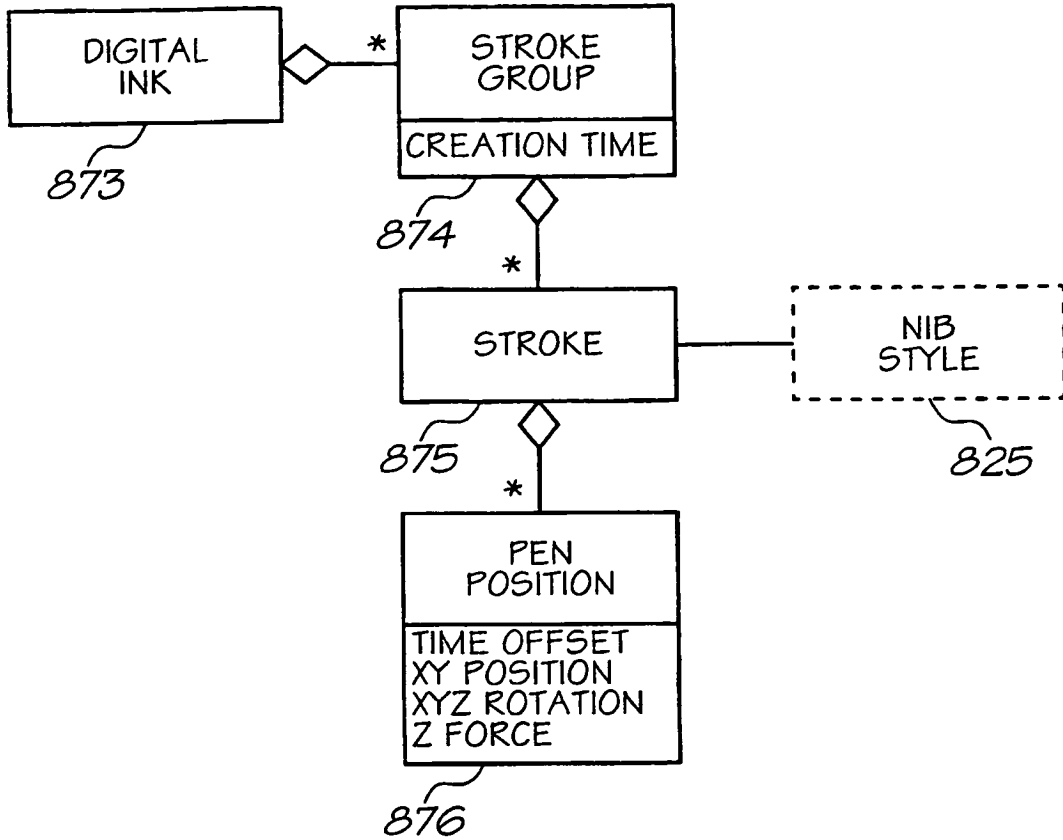 DIGITAL
INK
873
*
STROKE
GROUP
CREATION TIME
874
*
STROKE
875
NIB
STYLE
825
*
PEN
POSITION
TIME OFFSET
XY POSITION
XYZ ROTATION
Z FORCE
876